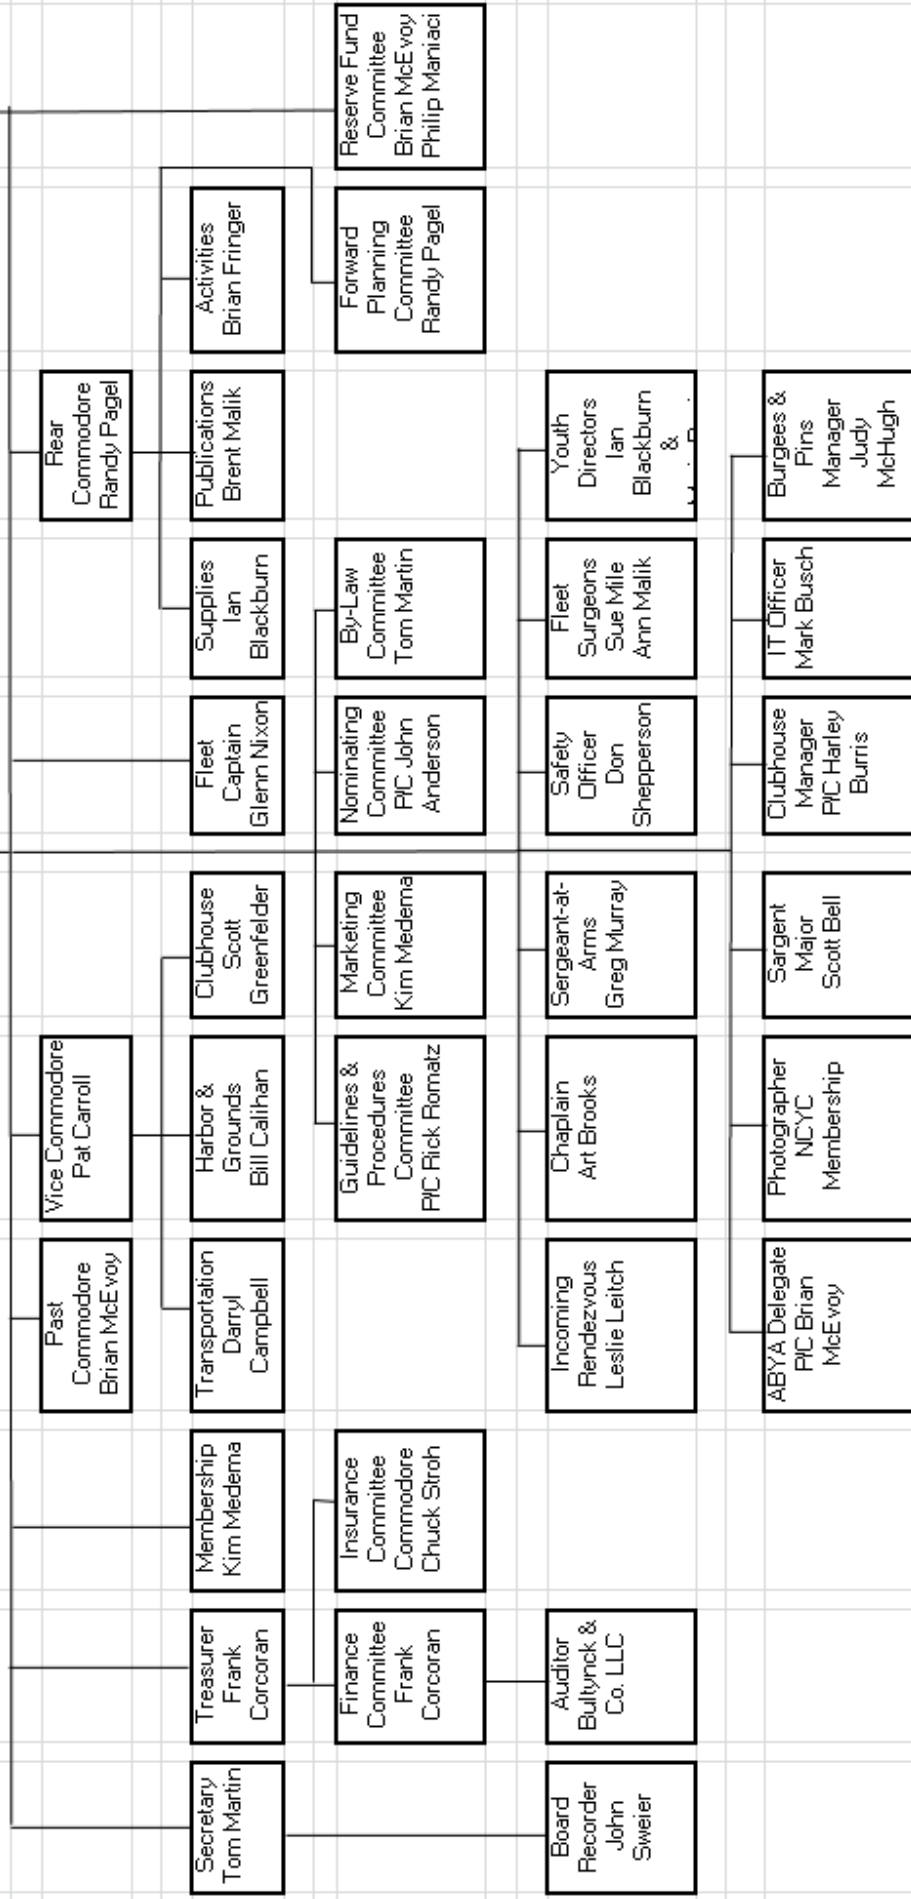 Past
Commodore
Brian McEvoy
Vice Commodore
Pat Carroll
Rear
Commodore
Randy Pagel
Secretary
Tom Martin
Treasurer
Frank
Corcoran
Membership
Kim Medema
Transportation
Darryl
Campbell
Harbor &
Grounds
Bill Calihan
Clubhouse
Scott
Greenfelder
Fleet
Captain
Glenn Nixon
Supplies
Ian
Blackburn
Publications
Brent Malik
Activities
Brian Fringer
Finance
Committee
Frank
Corcoran
Insurance
Committee
Commodore
Chuck Stroh
Guidelines &
Procedures
Committee
P/C Rick Romatz
Marketing
Committee
Kim Medema
Nominating
Committee
P/C John
Anderson
By-Law
Committee
Tom Martin
Forward
Planning
Committee
Randy Pagel
Reserve Fund
Committee
Brian McEvoy
Philip Maniaci
Board
Recorder
John
Sweier
Auditor
Bultynck &
Co. LLC
Incoming
Rendezvous
Leslie Leitch
Chaplain
Art Brooks
Sergeant-at-
Arms
Greg Murray
Safety
Officer
Don
Shepperson
Fleet
Surgeons
Sue Mile
Ann Malik
Youth
Directors
Ian
Blackburn
&
ABYA Delegate
P/C Brian
McEvoy
Photographer
NCYC
Membership
Sargent
Major
Scott Bell
Clubhouse
Manager
P/C Harley
Burris
IT Officer
Mark Busch
Burgees &
Pins
Manager
Judy
McHugh